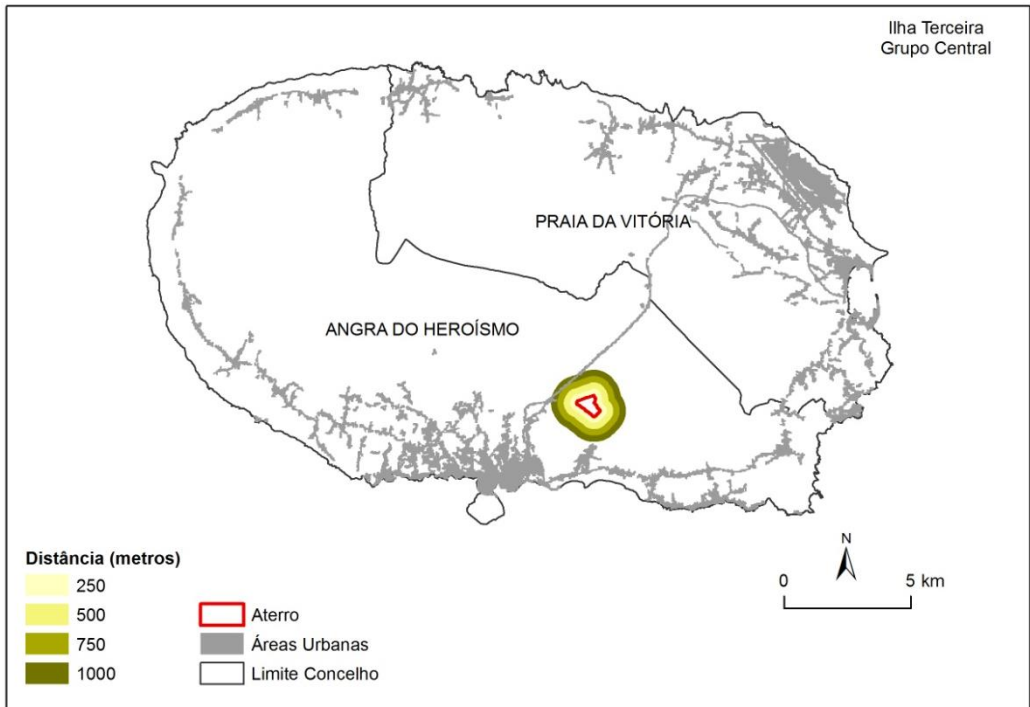 Ilha Terceira
Grupo Central
PRAIA DA VITÓRIA
ANGRA DO HEROÍSMO
Distância (metros)
250
500
750
1000
Aterro
Áreas Urbanas
Limite Concelho
N
0 5 km